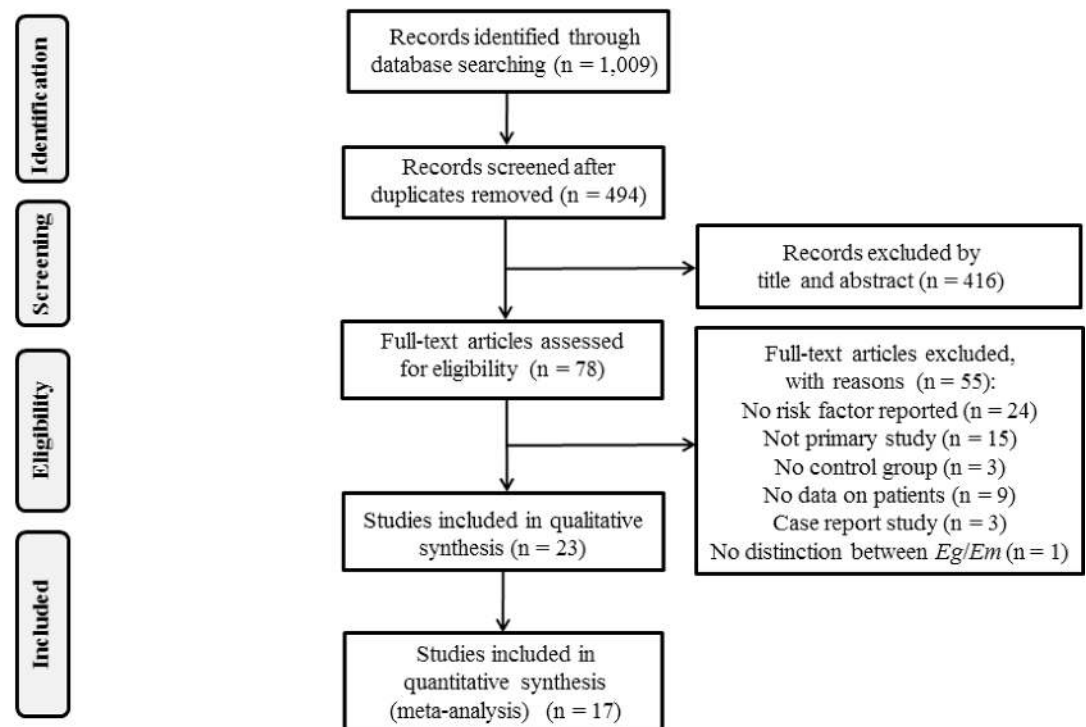 Identification
Records identified through
database searching (n = 1,009)
Records screened after
duplicates removed (n = 494)
Screening
Records excluded by
title and abstract (n = 416)
Eligibility
Full-text articles assessed
for eligibility (n = 78)
Full-text articles excluded,
with reasons (n = 55):
No risk factor reported (n = 24)
Not primary study (n = 15)
No control group (n = 3)
No data on patients (n = 9)
Case report study (n = 3)
No distinction between Eg/Em (n = 1)
Studies included in qualitative
synthesis (n = 23)
Included
Studies included in
quantitative synthesis
(meta-analysis) (n = 17)